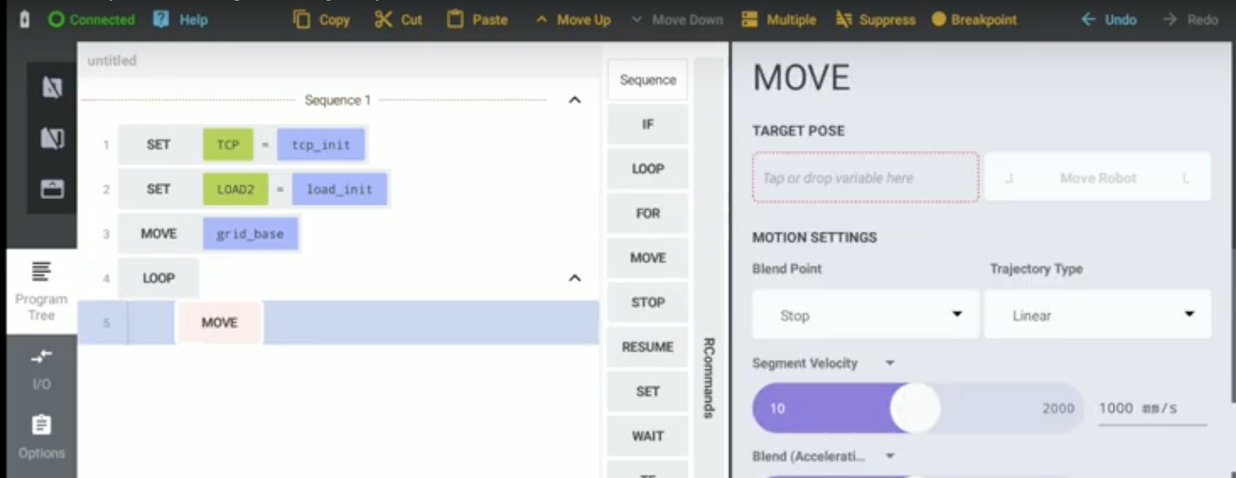 Connected Help Copy Cut Paste Move Up Move Down Multiple Suppress Breakpoint Undo Redo
untitled
Sequence 1
1 SET TCP = tcp_init
2 SET LOAD2 = load_init
3 MOVE grid_base
4 LOOP
5 MOVE
Program
Tree
I/O
Options
Sequence
IF
LOOP
FOR
MOVE
STOP
RESUME
SET
WAIT
RCommands
MOVE
TARGET POSE
Tap or drop variable here J Move Robot L
MOTION SETTINGS
Blend Point Trajectory Type
Stop Linear
Segment Velocity
10 2000 1000 mm/s
Blend (Accelerati...